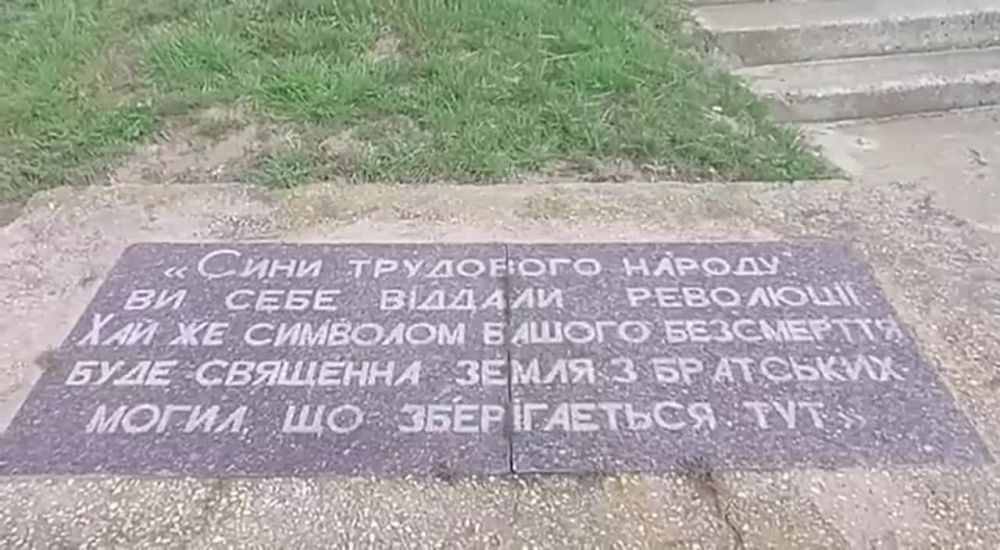 «Сини трудового народу
ви себе віддали революції
Хай же символом вашого безсмерття
буде священна земля з братських
могил, що зберігається тут»